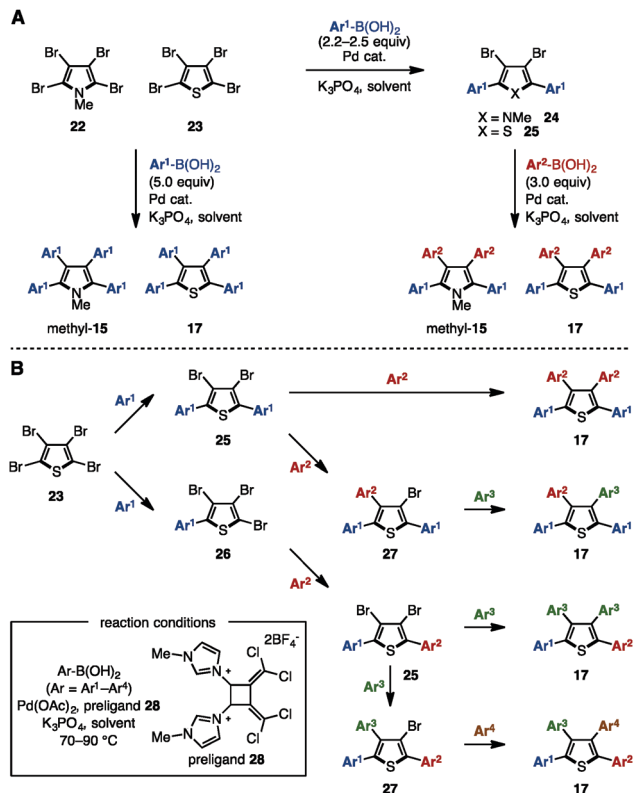 A
Br
Br
Br
Br
N
Me
22
Br
Br
Br
Br
S
23
Ar1-B(OH)2
(2.2–2.5 equiv)
Pd cat.
K3PO4, solvent
Br
Br
Ar1
Ar1
X
X = NMe 24
X = S 25
Ar1-B(OH)2
(5.0 equiv)
Pd cat.
K3PO4, solvent
Ar2-B(OH)2
(3.0 equiv)
Pd cat.
K3PO4, solvent
Ar1
Ar1
Ar1
Ar1
N
Me
methyl-15
Ar1
Ar1
Ar1
Ar1
S
17
Ar2
Ar2
Ar1
Ar1
N
Me
methyl-15
Ar2
Ar2
Ar1
Ar1
S
17
B
Br
Br
Br
Br
S
23
Ar1
Br
Br
Ar1
Ar1
S
25
Ar2
Ar2
Ar2
Ar1
Ar1
S
17
Ar1
Br
Br
Ar1
Br
S
26
Ar2
Ar2
Br
Ar1
Ar1
S
27
Ar3
Ar2
Ar3
Ar1
Ar1
S
17
Ar2
Br
Br
Ar1
Ar2
S
25
Ar3
Ar3
Ar3
Ar1
Ar2
S
17
Ar3
Ar3
Br
Ar1
Ar2
S
27
Ar4
Ar3
Ar4
Ar1
Ar2
S
17
reaction conditions
Ar-B(OH)2
(Ar = Ar1–Ar4)
Pd(OAc)2, preligand 28
K3PO4, solvent
70–90 °C
2BF4-
Me
N
N
+
Cl
Cl
Cl
Cl
N
+
Me
N
preligand 28